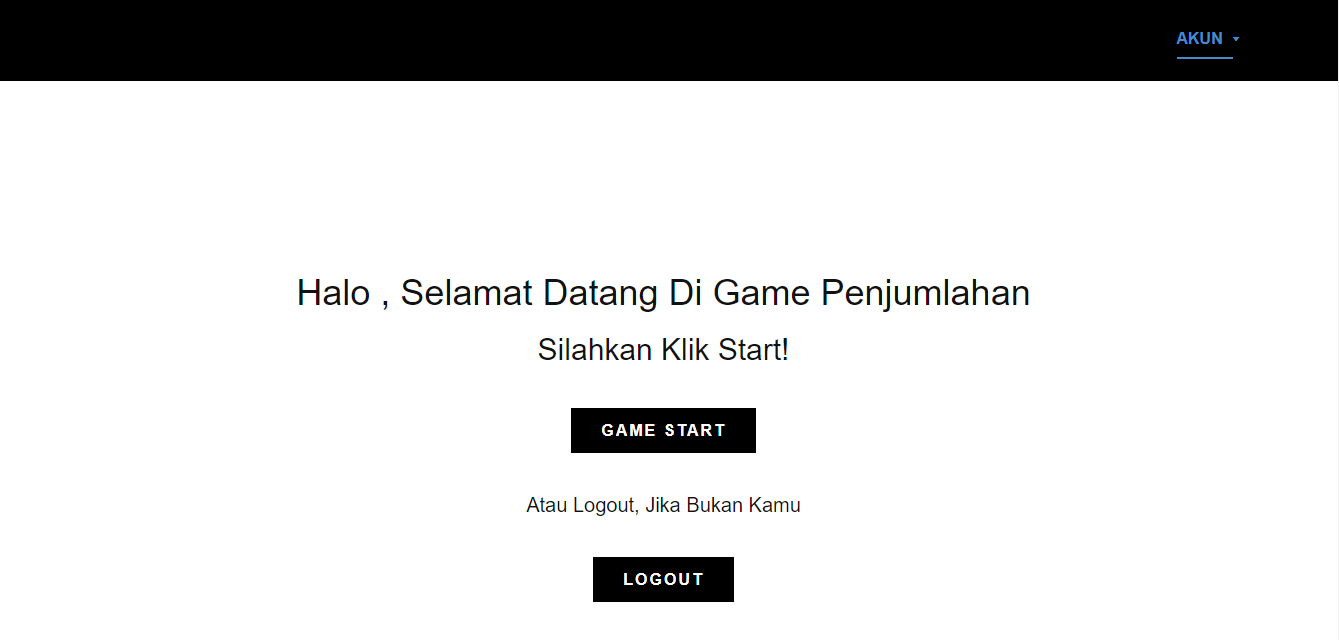 AKUN
Halo , Selamat Datang Di Game Penjumlahan
Silahkan Klik Start!
GAME START
Atau Logout, Jika Bukan Kamu
LOGOUT